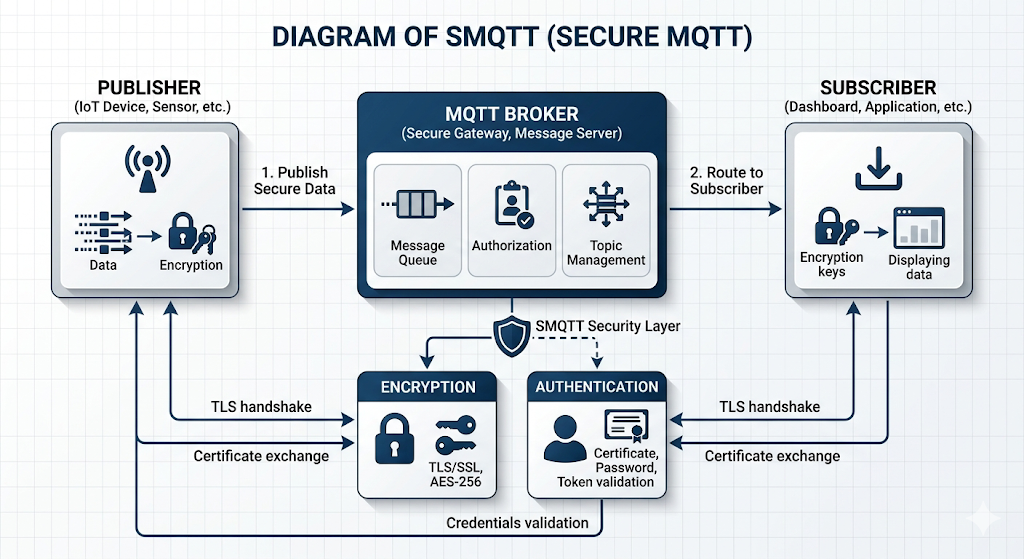 DIAGRAM OF SMQTT (SECURE MQTT)
PUBLISHER
(IoT Device, Sensor, etc.)
Data
Encryption
1. Publish
Secure Data
MQTT BROKER
(Secure Gateway, Message Server)
Message
Queue
Authorization
Topic
Management
2. Route to
Subscriber
SUBSCRIBER
(Dashboard, Application, etc.)
Encryption
keys
Displaying
data
SMQTT Security Layer
ENCRYPTION
TLS/SSL,
AES-256
AUTHENTICATION
Certificate,
Password,
Token validation
TLS handshake
Certificate exchange
TLS handshake
Certificate exchange
Credentials validation